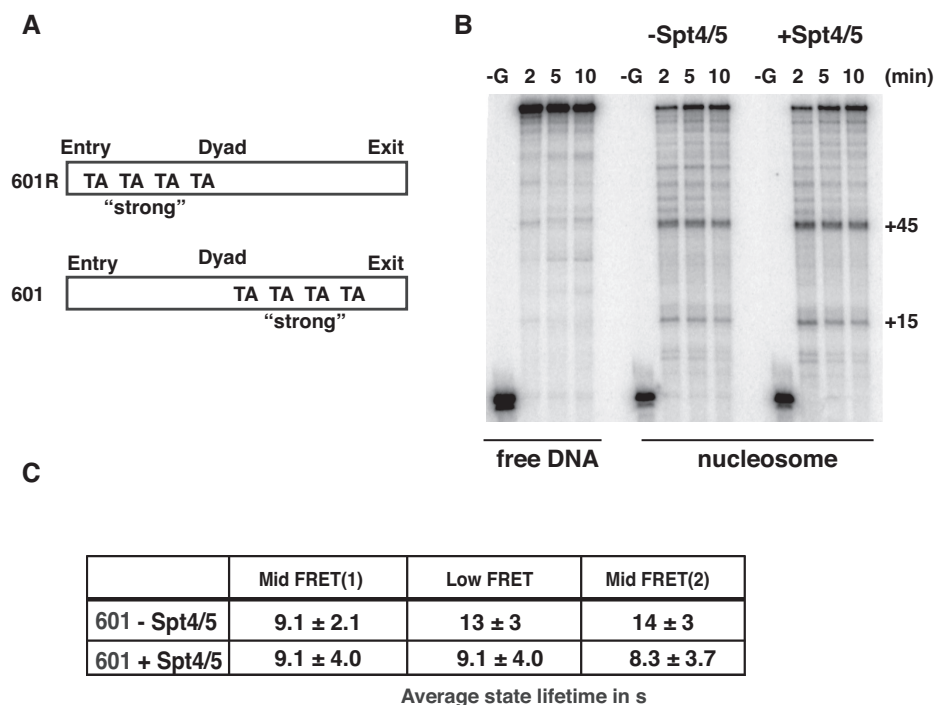 A
Entry Dyad Exit
601R TA TA TA TA
“strong”
Entry Dyad Exit
601 TA TA TA TA
“strong”
B
-Spt4/5 +Spt4/5
-G 2 5 10 -G 2 5 10 -G 2 5 10 (min)
+45
+15
free DNA nucleosome
C
Mid FRET(1) Low FRET Mid FRET(2)
601 - Spt4/5 9.1 ± 2.1 13 ± 3 14 ± 3
601 + Spt4/5 9.1 ± 4.0 9.1 ± 4.0 8.3 ± 3.7
Average state lifetime in s